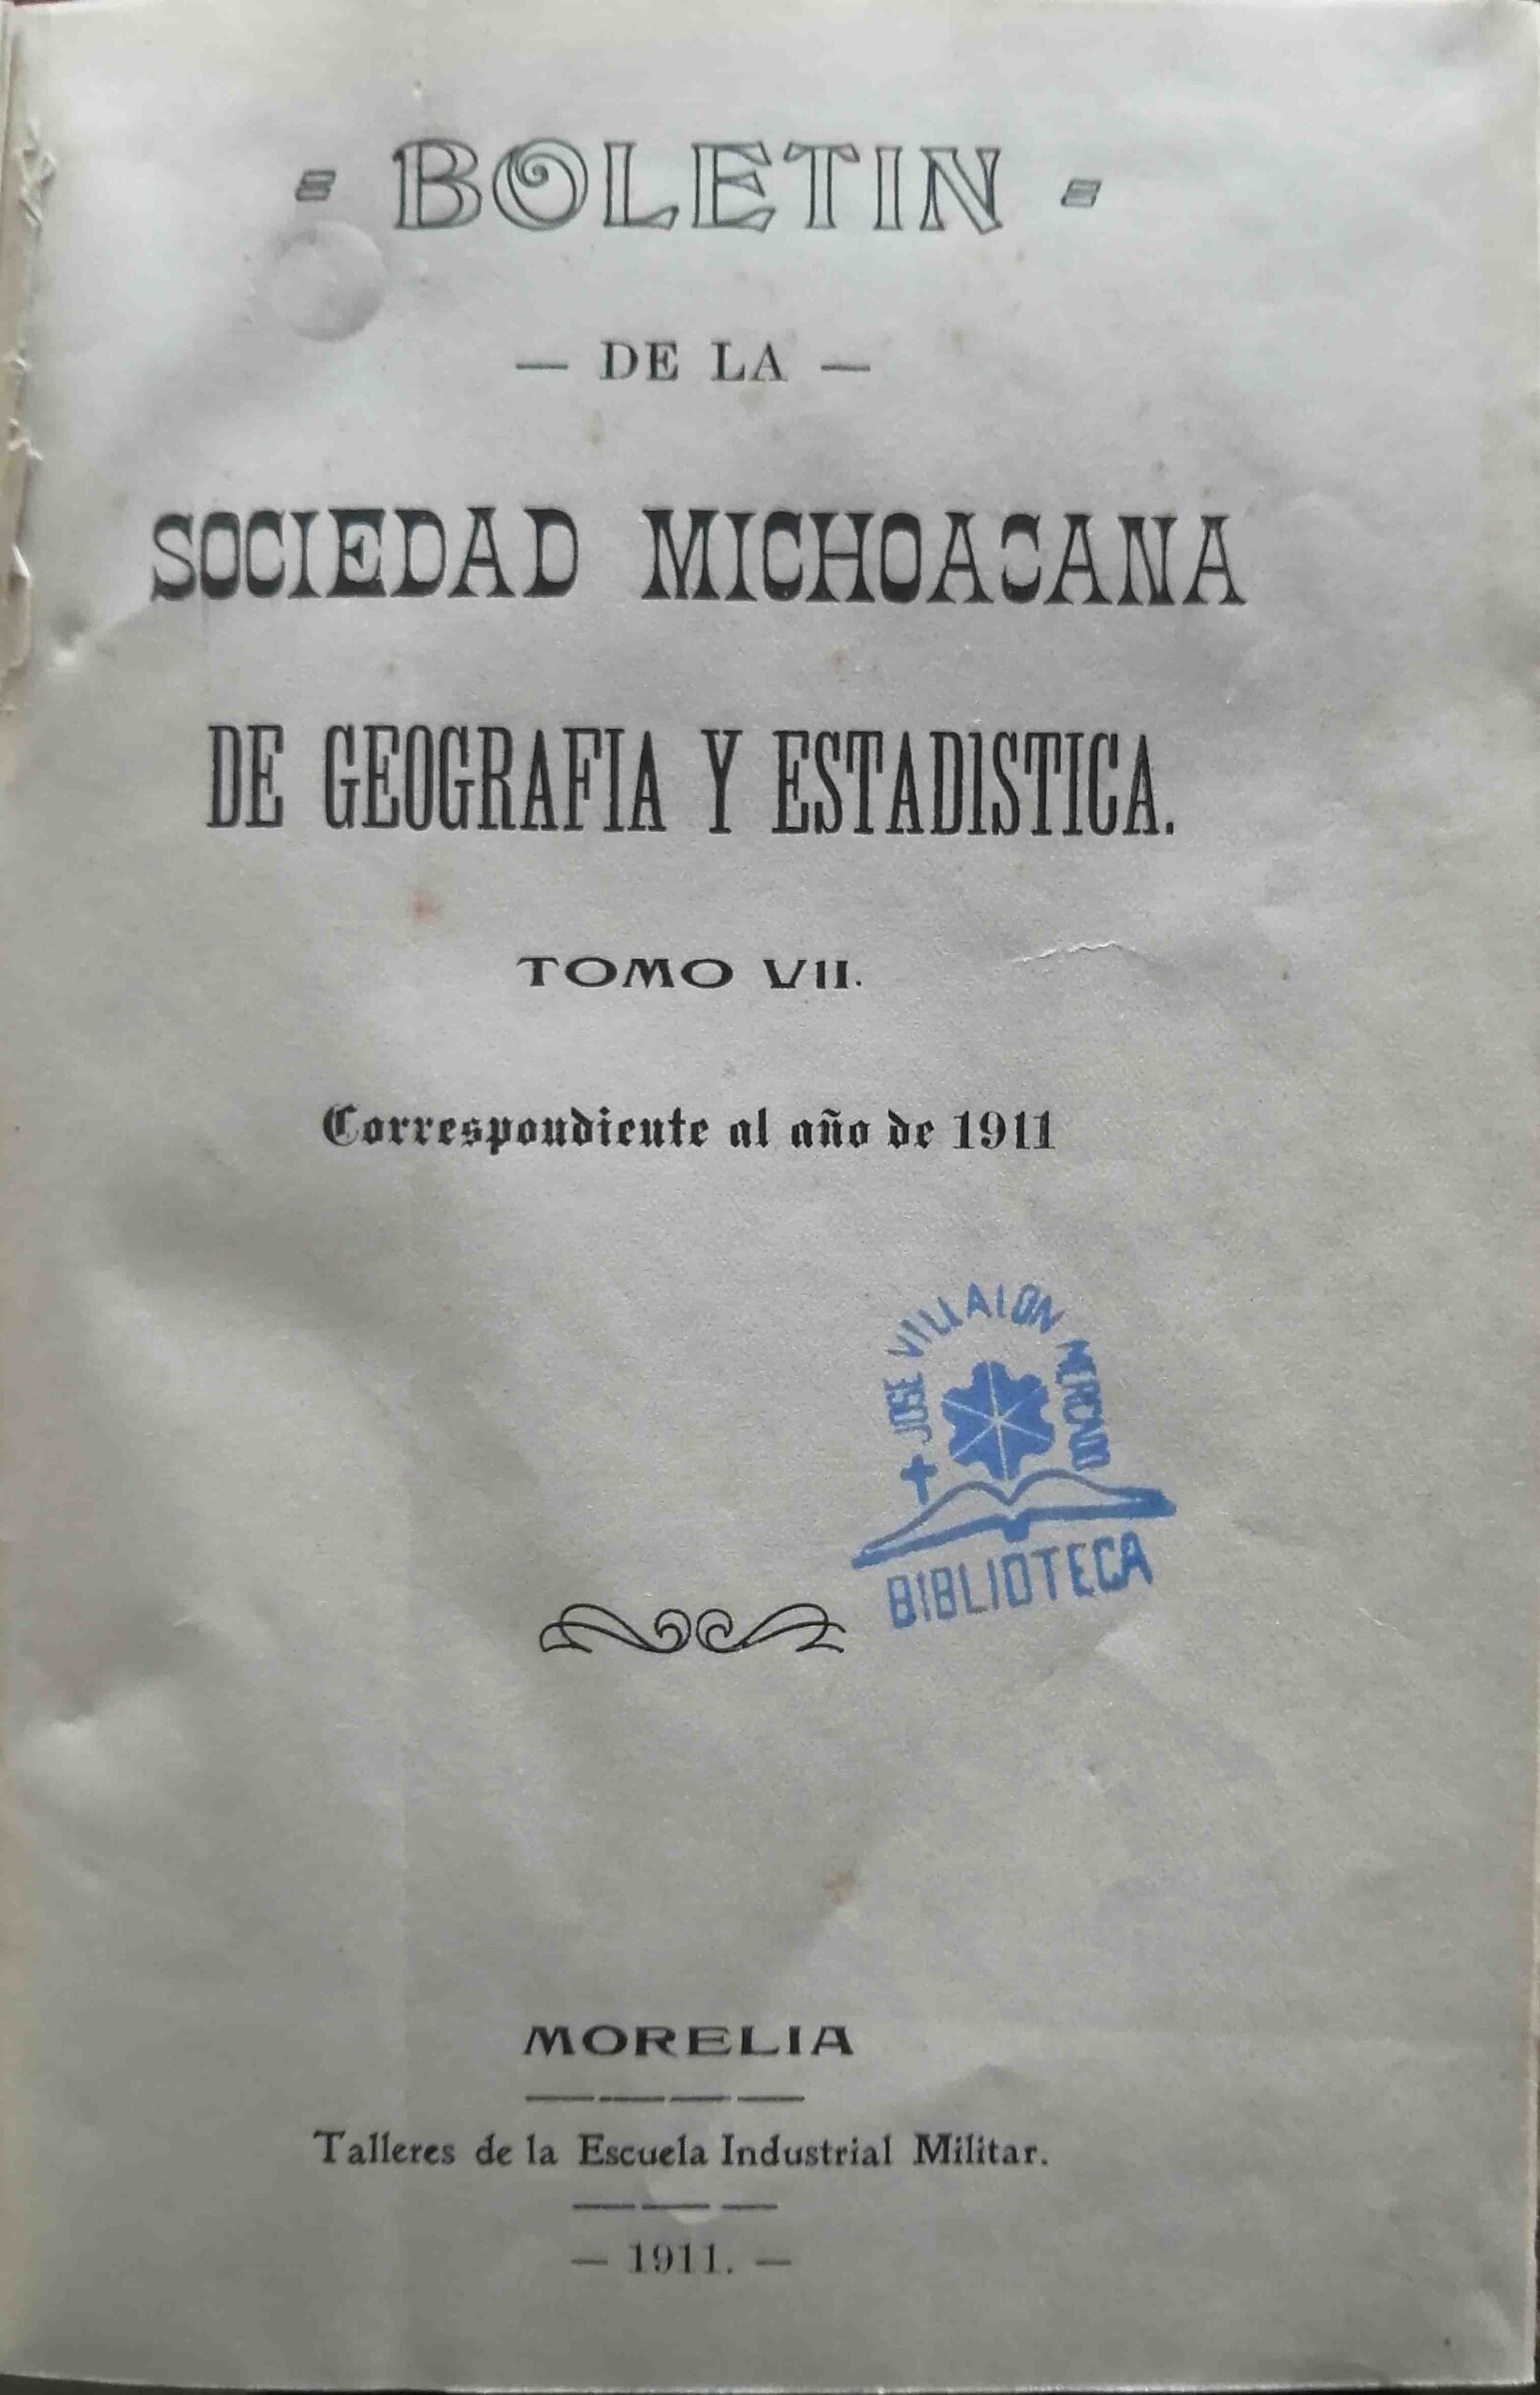 BOLETIN
— DE LA —
SOCIEDAD MICHOACANA
DE GEOGRAFIA Y ESTADISTICA.
TOMO VII.
Correspondiente al año de 1911
JOSE VILLALON MERCADO
BIBLIOTECA
MORELIA
Talleres de la Escuela Industrial Militar.
— 1911. —